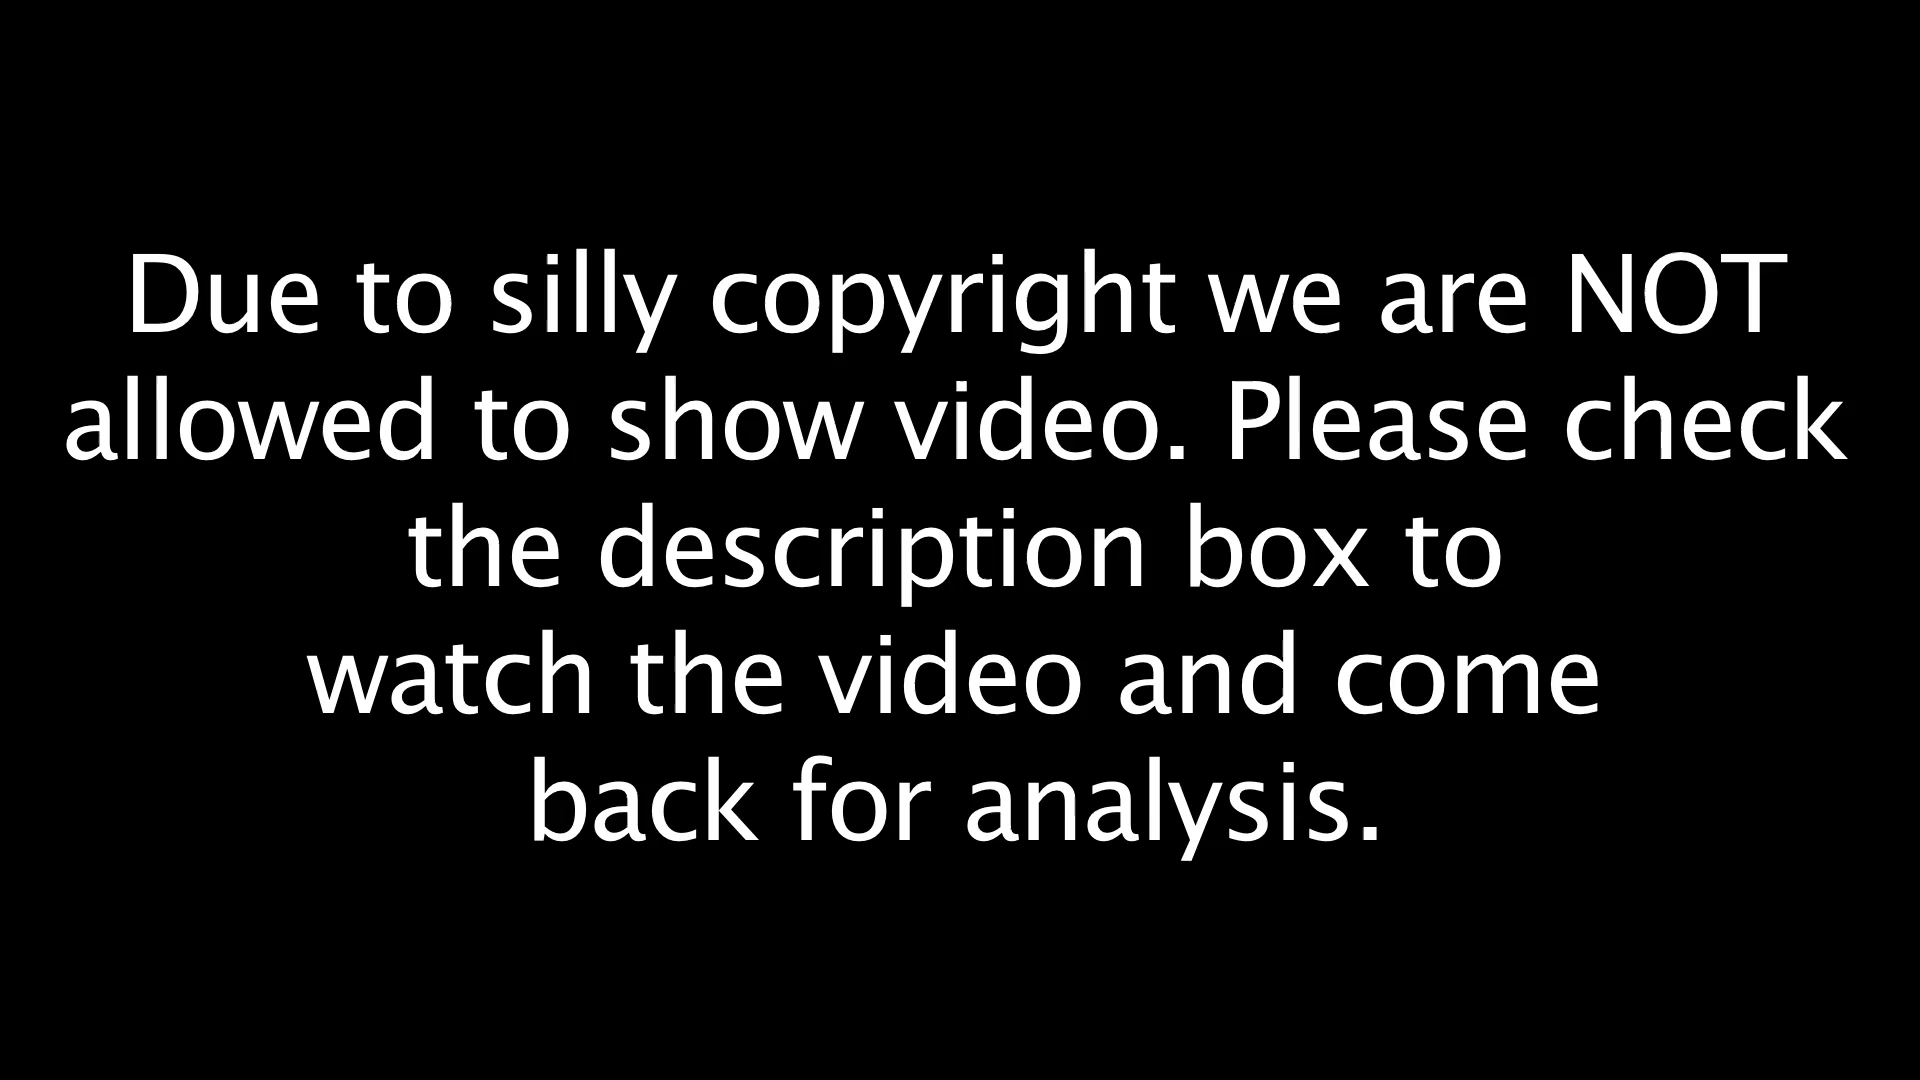 Due to silly copyright we are NOT
allowed to show video. Please check
the description box to
watch the video and come
back for analysis.